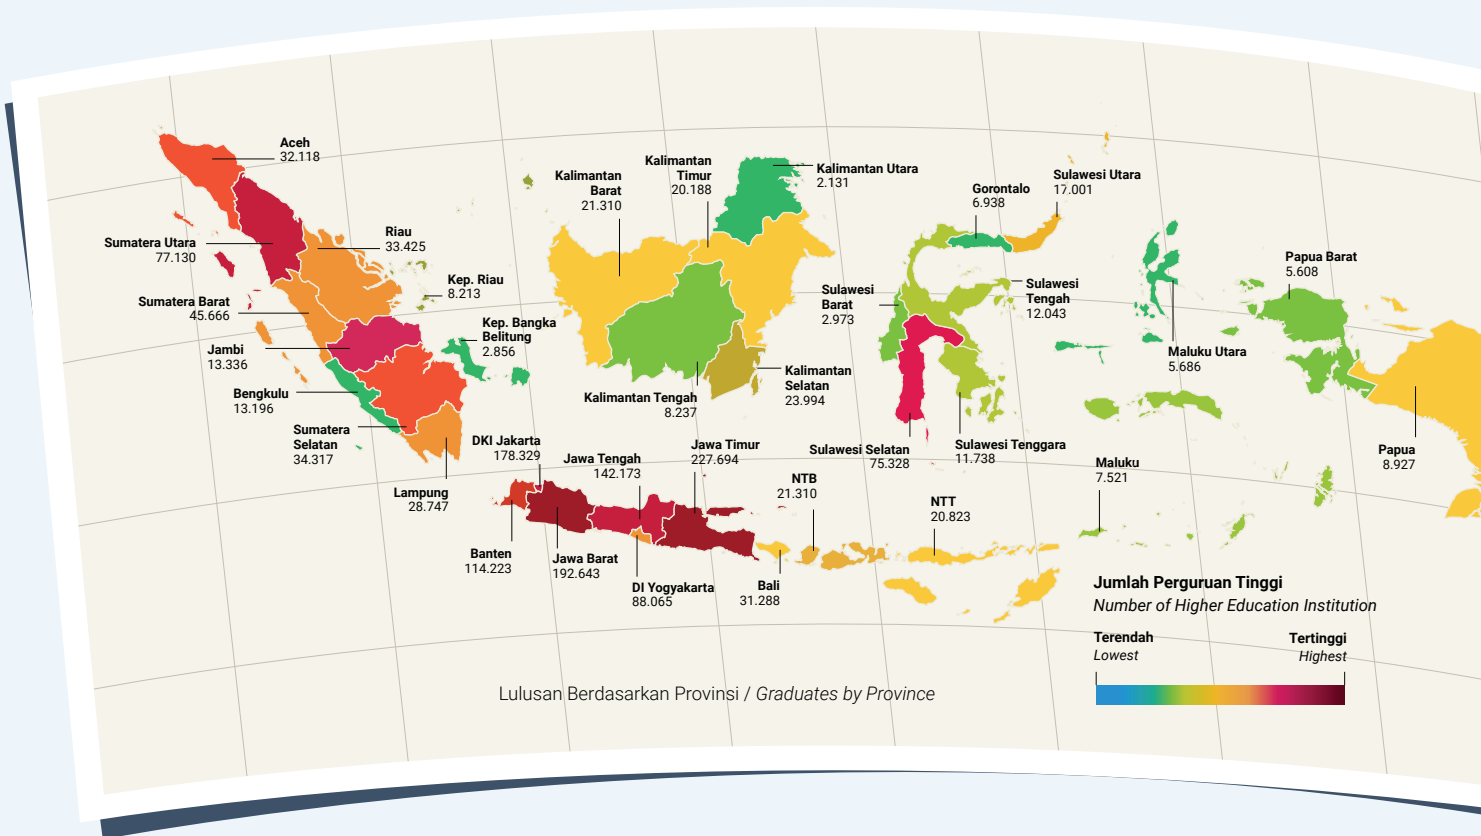 Aceh
32.118
Sumatera Utara
77.130
Riau
33.425
Kep. Riau
8.213
Sumatera Barat
45.666
Kep. Bangka
Belitung
2.856
Jambi
13.336
Bengkulu
13.196
Sumatera
Selatan
34.317
Lampung
28.747
DKI Jakarta
178.329
Jawa Tengah
142.173
Jawa Timur
227.694
Banten
114.223
Jawa Barat
192.643
DI Yogyakarta
88.065
Bali
31.288
NTB
21.310
NTT
20.823
Kalimantan
Barat
21.310
Kalimantan
Timur
20.188
Kalimantan Utara
2.131
Kalimantan Tengah
8.237
Kalimantan
Selatan
23.994
Gorontalo
6.938
Sulawesi Utara
17.001
Sulawesi
Barat
2.973
Sulawesi
Tengah
12.043
Sulawesi Selatan
75.328
Sulawesi Tenggara
11.738
Maluku Utara
5.686
Maluku
7.521
Papua Barat
5.608
Papua
8.927
Jumlah Perguruan Tinggi
Number of Higher Education Institution
Terendah
Lowest
Tertinggi
Highest
Lulusan Berdasarkan Provinsi / Graduates by Province